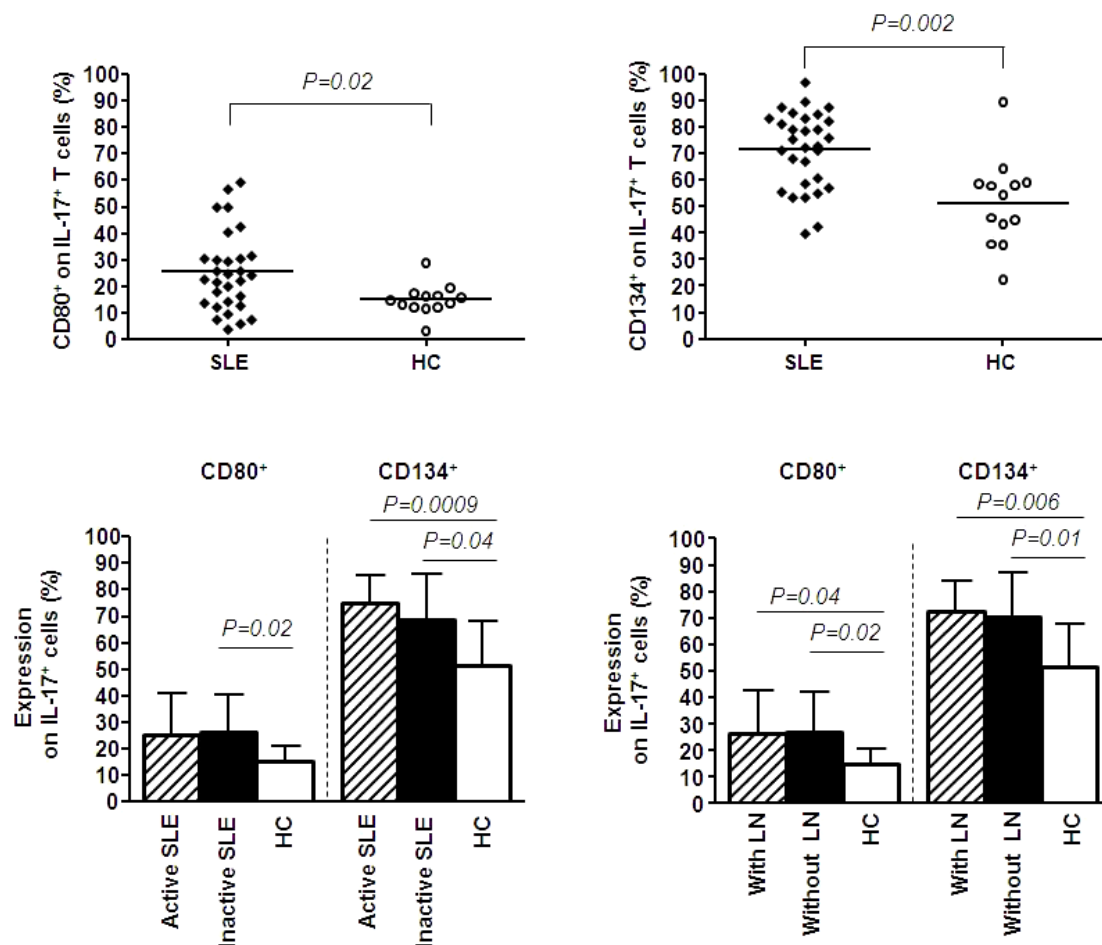 P=0.02
CD80⁺ on IL-17⁺ T cells (%)
100
90
80
70
60
50
40
30
20
10
0
SLE
HC
P=0.002
CD134⁺ on IL-17⁺ T cells (%)
100
90
80
70
60
50
40
30
20
10
0
SLE
HC
CD80⁺
CD134⁺
P=0.0009
P=0.04
P=0.02
Expression
on IL-17⁺ cells (%)
100
90
80
70
60
50
40
30
20
10
0
Active SLE
Inactive SLE
HC
Active SLE
Inactive SLE
HC
CD80⁺
CD134⁺
P=0.006
P=0.01
P=0.04
P=0.02
Expression
on IL-17⁺ cells (%)
100
90
80
70
60
50
40
30
20
10
0
With LN
Without LN
HC
With LN
Without LN
HC